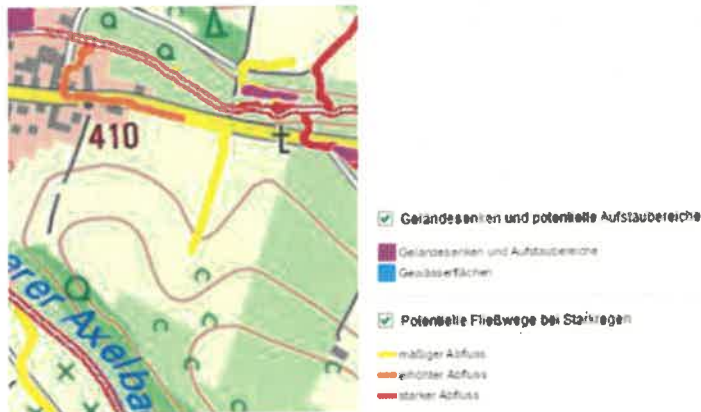 410
t
arer Axelba
Geländesenken und potentielle Aufstaubereiche
Geländesenken und Aufstaubereiche
Gewässerflächen
Potentielle Fließwege bei Starkregen
mäßiger Abfluss
erhöhter Abfluss
starker Abfluss